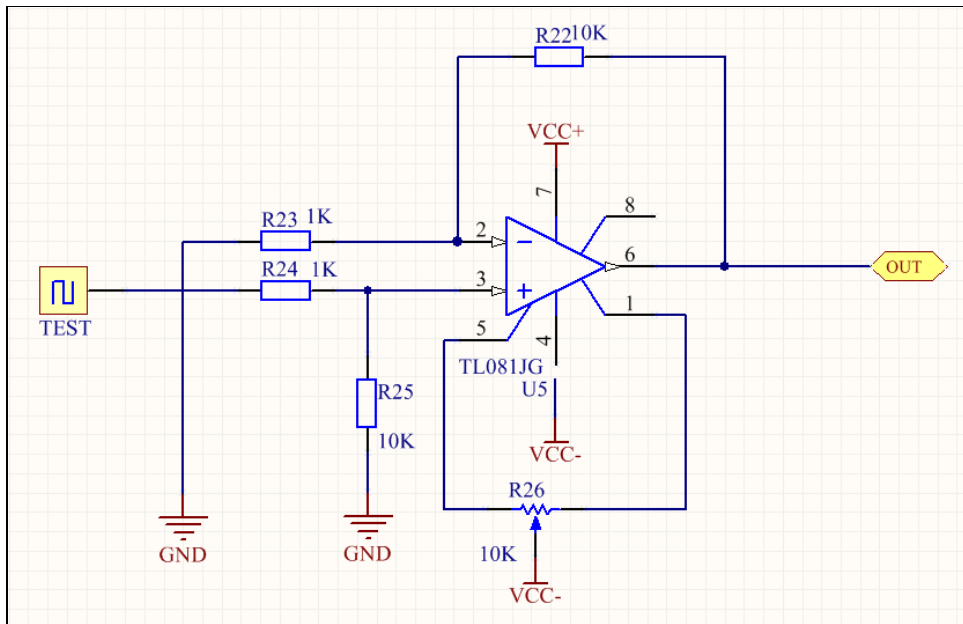 R22 10K
VCC+
7
8
R23 1K
2
6
R24 1K
OUT
3
1
TEST
5
4
TL081JG
R25
U5
10K
VCC-
R26
GND
GND
10K
VCC-